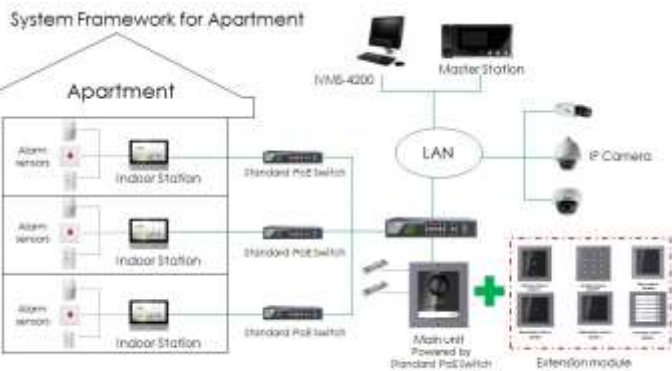 System Framework for Apartment
iVMS-4200
Master Station
Apartment
LAN
IP Camera
Alarm
sensors
Indoor Station
Standard PoE Switch
Alarm
sensors
Indoor Station
Standard PoE Switch
Alarm
sensors
Indoor Station
Standard PoE Switch
Main unit
Powered by
Standard PoE Switch
Extension module